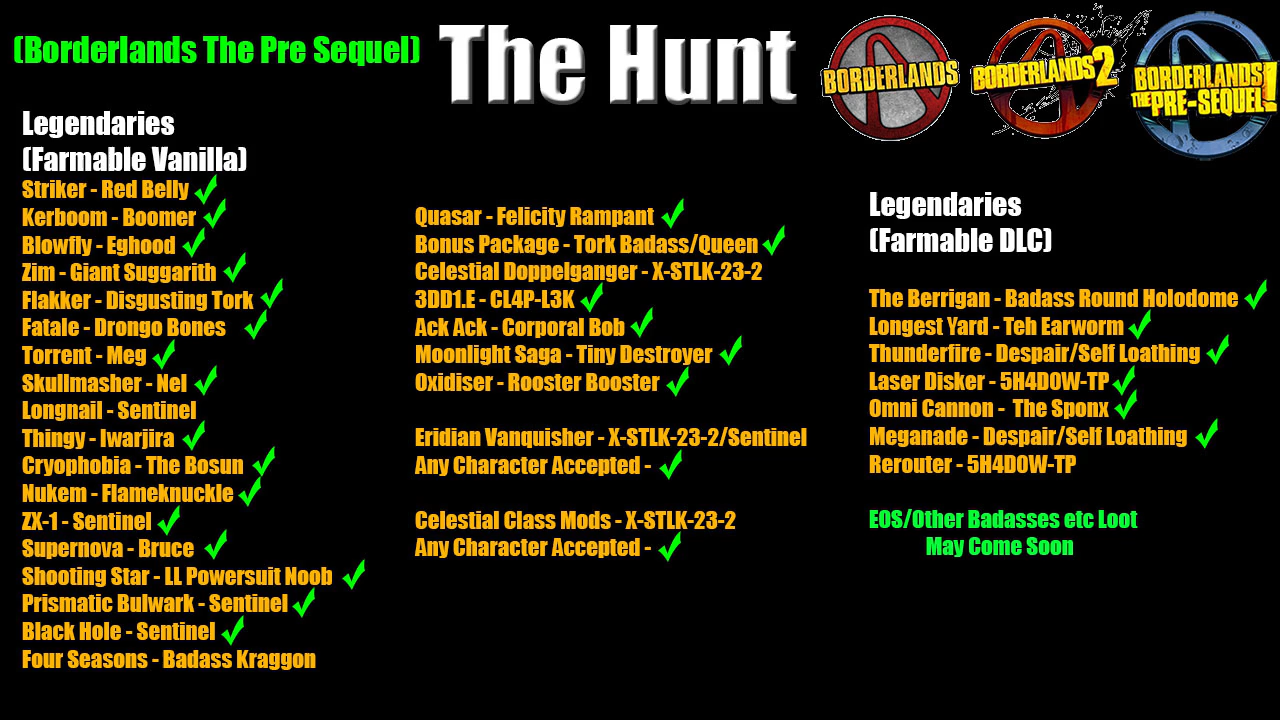 (Borderlands The Pre Sequel)
The Hunt
BORDERLANDS
BORDERLANDS 2
BORDERLANDS
THE PRE-SEQUEL!
Legendaries
(Farmable Vanilla)
Striker - Red Belly
Kerboom - Boomer
Blowfly - Eghood
Zim - Giant Suggarith
Flakker - Disgusting Tork
Fatale - Drongo Bones
Torrent - Meg
Skullmasher - Nel
Longnail - Sentinel
Thingy - Iwarjira
Cryophobia - The Bosun
Nukem - Flameknuckle
ZX-1 - Sentinel
Supernova - Bruce
Shooting Star - LL Powersuit Noob
Prismatic Bulwark - Sentinel
Black Hole - Sentinel
Four Seasons - Badass Kraggon
Quasar - Felicity Rampant
Bonus Package - Tork Badass/Queen
Celestial Doppelganger - X-STLK-23-2
3DD1.E - CL4P-L3K
Ack Ack - Corporal Bob
Moonlight Saga - Tiny Destroyer
Oxidiser - Rooster Booster
Eridian Vanquisher - X-STLK-23-2/Sentinel
Any Character Accepted -
Celestial Class Mods - X-STLK-23-2
Any Character Accepted -
Legendaries
(Farmable DLC)
The Berrigan - Badass Round Holodome
Longest Yard - Teh Earworm
Thunderfire - Despair/Self Loathing
Laser Disker - 5H4D0W-TP
Omni Cannon - The Sponx
Meganade - Despair/Self Loathing
Rerouter - 5H4D0W-TP
EOS/Other Badasses etc Loot
May Come Soon